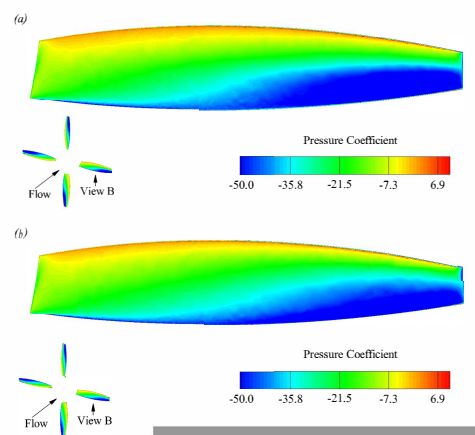 (a)
Pressure Coefficient
-50.0 -35.8 -21.5 -7.3 6.9
Flow
View B
(b)
Pressure Coefficient
-50.0 -35.8 -21.5 -7.3 6.9
Flow
View B